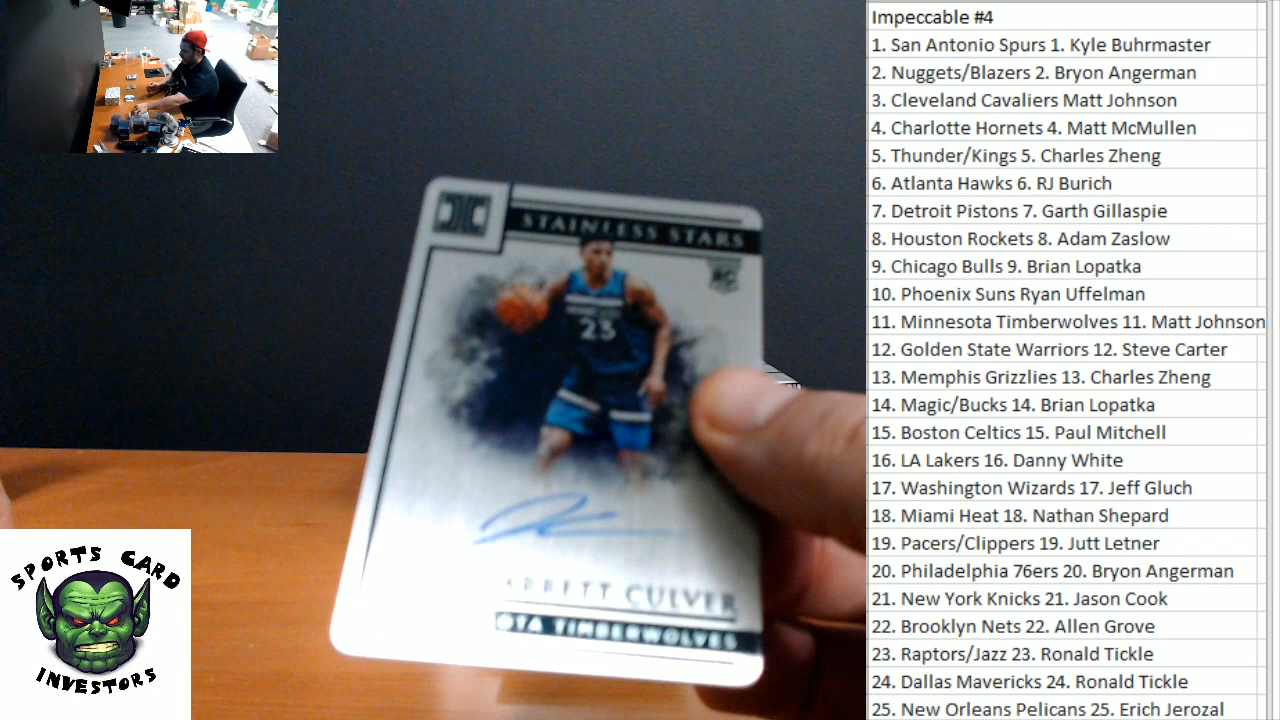 Impeccable #4
1. San Antonio Spurs 1. Kyle Buhrmaster
2. Nuggets/Blazers 2. Bryon Angerman
3. Cleveland Cavaliers Matt Johnson
4. Charlotte Hornets 4. Matt McMullen
5. Thunder/Kings 5. Charles Zheng
6. Atlanta Hawks 6. RJ Burich
7. Detroit Pistons 7. Garth Gillaspie
8. Houston Rockets 8. Adam Zaslow
9. Chicago Bulls 9. Brian Lopatka
10. Phoenix Suns Ryan Uffelman
11. Minnesota Timberwolves 11. Matt Johnson
12. Golden State Warriors 12. Steve Carter
13. Memphis Grizzlies 13. Charles Zheng
14. Magic/Bucks 14. Brian Lopatka
15. Boston Celtics 15. Paul Mitchell
16. LA Lakers 16. Danny White
17. Washington Wizards 17. Jeff Gluch
18. Miami Heat 18. Nathan Shepard
19. Pacers/Clippers 19. Jutt Letner
20. Philadelphia 76ers 20. Bryon Angerman
21. New York Knicks 21. Jason Cook
22. Brooklyn Nets 22. Allen Grove
23. Raptors/Jazz 23. Ronald Tickle
24. Dallas Mavericks 24. Ronald Tickle
25. New Orleans Pelicans 25. Erich Jerozal
STAINLESS STARS
RC
23
CULVER
TIMBERWOLVES
SPORTS CARD
INVESTORS